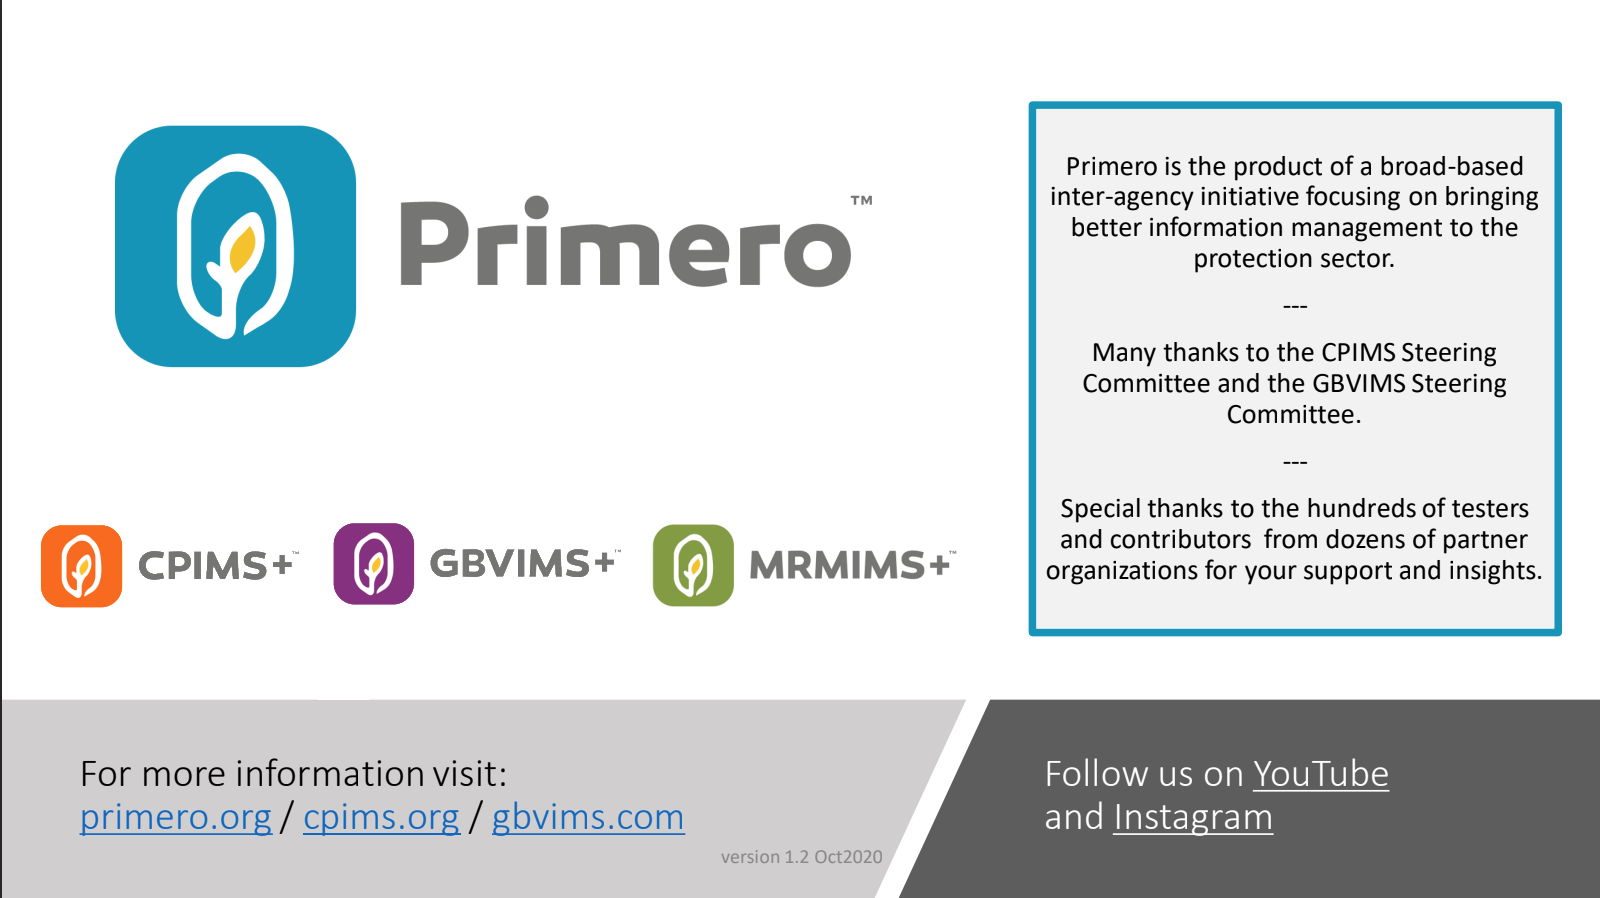 Primero™
CPIMS+™
GBVIMS+™
MRMIMS+™
Primero is the product of a broad-based
inter-agency initiative focusing on bringing
better information management to the
protection sector.
---
Many thanks to the CPIMS Steering
Committee and the GBVIMS Steering
Committee.
---
Special thanks to the hundreds of testers
and contributors  from dozens of partner
organizations for your support and insights.
For more information visit:
primero.org / cpims.org / gbvims.com
version 1.2 Oct2020
Follow us on YouTube
and Instagram